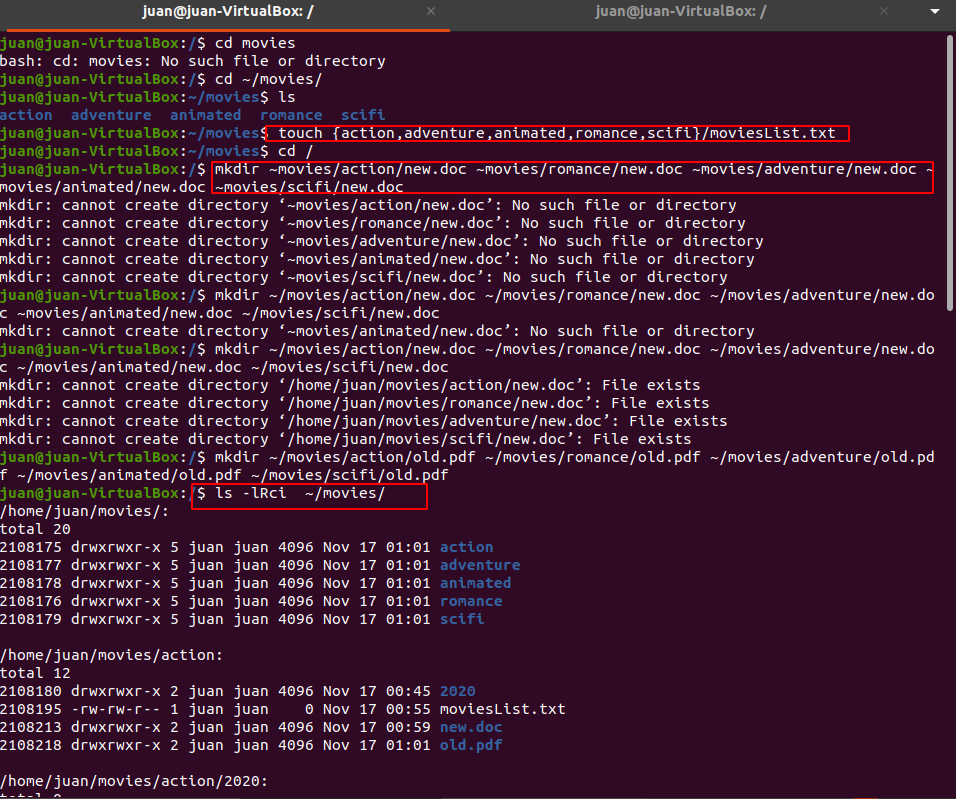 juan@juan-VirtualBox: /
juan@juan-VirtualBox: /
juan@juan-VirtualBox:/$ cd movies
bash: cd: movies: No such file or directory
juan@juan-VirtualBox:/$ cd ~/movies/
juan@juan-VirtualBox:~/movies$ ls
action  adventure  animated  romance  scifi
juan@juan-VirtualBox:~/movies$ touch {action,adventure,animated,romance,scifi}/moviesList.txt
juan@juan-VirtualBox:~/movies$ cd /
juan@juan-VirtualBox:/$ mkdir ~movies/action/new.doc ~movies/romance/new.doc ~movies/adventure/new.doc ~
movies/animated/new.doc ~movies/scifi/new.doc
mkdir: cannot create directory ‘~movies/action/new.doc’: No such file or directory
mkdir: cannot create directory ‘~movies/romance/new.doc’: No such file or directory
mkdir: cannot create directory ‘~movies/adventure/new.doc’: No such file or directory
mkdir: cannot create directory ‘~movies/animated/new.doc’: No such file or directory
mkdir: cannot create directory ‘~movies/scifi/new.doc’: No such file or directory
juan@juan-VirtualBox:/$ mkdir ~/movies/action/new.doc ~/movies/romance/new.doc ~/movies/adventure/new.do
c ~movies/animated/new.doc ~/movies/scifi/new.doc
mkdir: cannot create directory ‘~movies/animated/new.doc’: No such file or directory
juan@juan-VirtualBox:/$ mkdir ~/movies/action/new.doc ~/movies/romance/new.doc ~/movies/adventure/new.do
c ~/movies/animated/new.doc ~/movies/scifi/new.doc
mkdir: cannot create directory ‘/home/juan/movies/action/new.doc’: File exists
mkdir: cannot create directory ‘/home/juan/movies/romance/new.doc’: File exists
mkdir: cannot create directory ‘/home/juan/movies/adventure/new.doc’: File exists
mkdir: cannot create directory ‘/home/juan/movies/scifi/new.doc’: File exists
juan@juan-VirtualBox:/$ mkdir ~/movies/action/old.pdf ~/movies/romance/old.pdf ~/movies/adventure/old.pd
f ~/movies/animated/old.pdf ~/movies/scifi/old.pdf
juan@juan-VirtualBox:/$ ls -lRci  ~/movies/
/home/juan/movies/:
total 20
2108175 drwxrwxr-x 5 juan juan 4096 Nov 17 01:01 action
2108177 drwxrwxr-x 5 juan juan 4096 Nov 17 01:01 adventure
2108178 drwxrwxr-x 5 juan juan 4096 Nov 17 01:01 animated
2108176 drwxrwxr-x 5 juan juan 4096 Nov 17 01:01 romance
2108179 drwxrwxr-x 5 juan juan 4096 Nov 17 01:01 scifi
/home/juan/movies/action:
total 12
2108180 drwxrwxr-x 2 juan juan 4096 Nov 17 00:45 2020
2108195 -rw-rw-r-- 1 juan juan    0 Nov 17 00:55 moviesList.txt
2108213 drwxrwxr-x 2 juan juan 4096 Nov 17 00:59 new.doc
2108218 drwxrwxr-x 2 juan juan 4096 Nov 17 01:01 old.pdf
/home/juan/movies/action/2020: